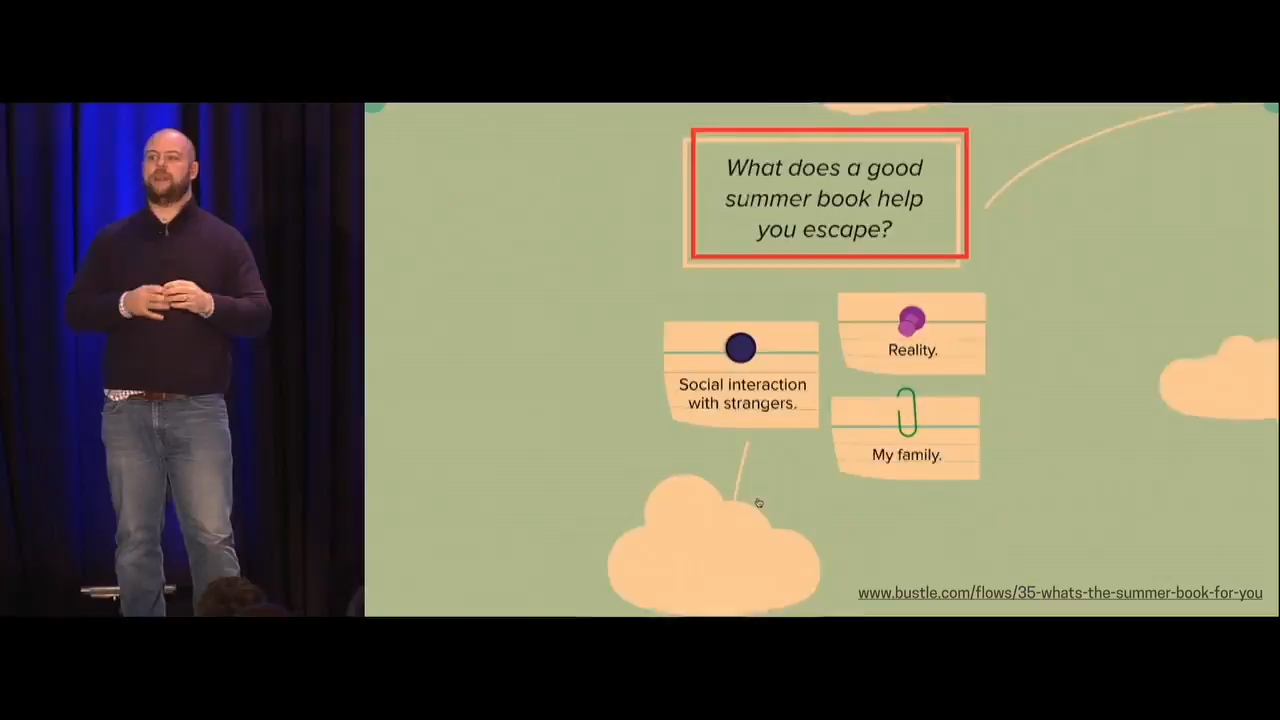 What does a good
summer book help
you escape?
Reality.
Social interaction
with strangers.
My family.
www.bustle.com/flows/35-whats-the-summer-book-for-you